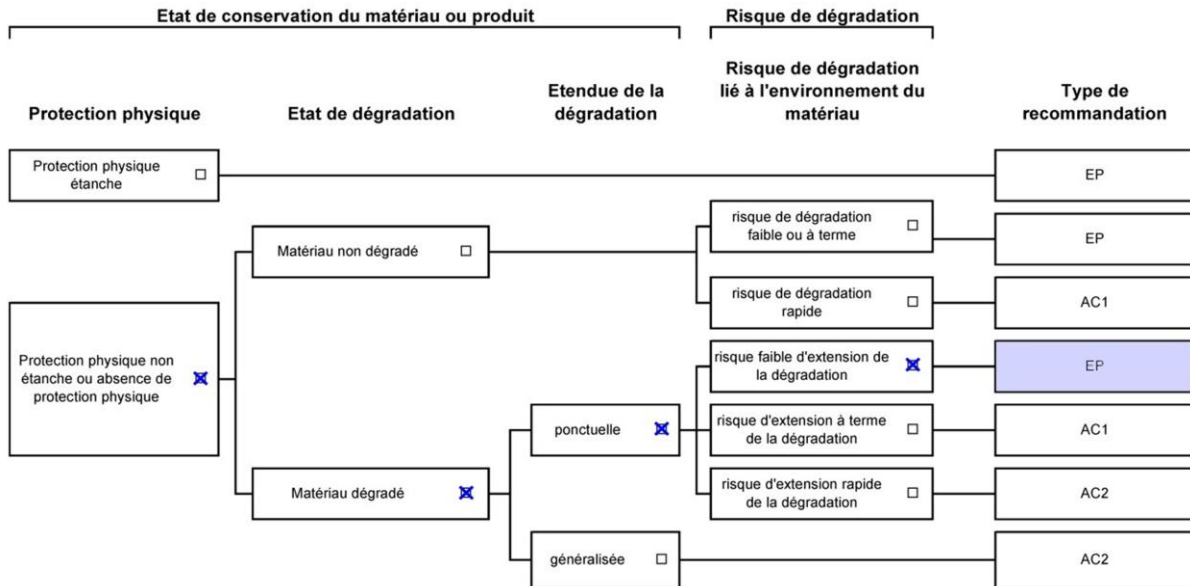 Etat de conservation du matériau ou produit
Risque de dégradation
Protection physique
Etat de dégradation
Etendue de la
dégradation
Risque de dégradation
lié à l'environnement du
matériau
Type de
recommandation
Protection physique
étanche
EP
Matériau non dégradé
risque de dégradation
faible ou à terme
EP
risque de dégradation
rapide
AC1
Protection physique non
étanche ou absence de
protection physique
risque faible d'extension de
la dégradation
EP
ponctuelle
risque d'extension à terme
de la dégradation
AC1
Matériau dégradé
risque d'extension rapide
de la dégradation
AC2
généralisée
AC2